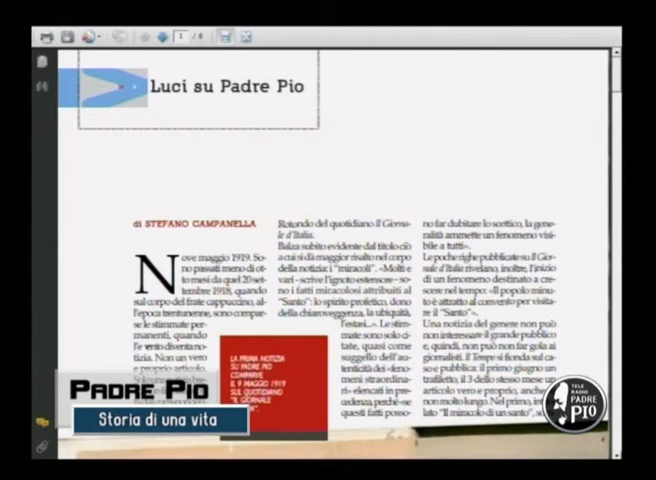 1 / 6
Luci su Padre Pio
di STEFANO CAMPANELLA
Nove maggio 1919. So-
no passati meno di ot-
to mesi da quel 20 set-
tembre 1918, quando
sul corpo del frate cappuccino, al-
l'epoca trentunenne, sono compar-
se le stimmate per-
manenti, quando
l'evento diventa no-
tizia. Non un vero
e proprio articolo.
LA PRIMA NOTIZIA
SU PADRE PIO
COMPARVE
IL 9 MAGGIO 1919
SUL QUOTIDIANO
"IL GIORNALE
Rotondo del quotidiano il Giorna-
le d'Italia.
Balza subito evidente dal titolo ciò
a cui si dà maggior risalto nel corpo
della notizia: i "miracoli". «Molti e
vari - scrive l'ignoto estensore - so-
no i fatti miracolosi attribuiti al
"Santo": lo spirito profetico, dono
della chiaroveggenza, la ubiquità,
l'estasi...». Le stim-
mate sono solo ci-
tate, quasi come
suggello dell'au-
tenticità dei «feno-
meni straordina-
ri» elencati in pre-
cedenza, perché «se
questi fatti posso-
no far dubitare lo scettico, la gene-
ralità ammette un fenomeno visi-
bile a tutti».
Le poche righe pubblicate su il Gior-
nale d'Italia rivelano, inoltre, l'inizio
di un fenomeno destinato a cre-
scere nel tempo: «Il popolo minu-
to è attratto al convento per visita-
re il "Santo"».
Una notizia del genere non può
non interessare il grande pubblico
e, quindi, non può non far gola ai
giornalisti. Il Tempo si fionda sul ca-
so e pubblica: il primo giugno un
trafiletto, il 3 dello stesso mese un
articolo vero e proprio, anche
non molto lungo. Nel primo,
lato "Il miracolo di un santo",
PADRE PIO
Storia di una vita
TELE
RADIO
PADRE
PIO